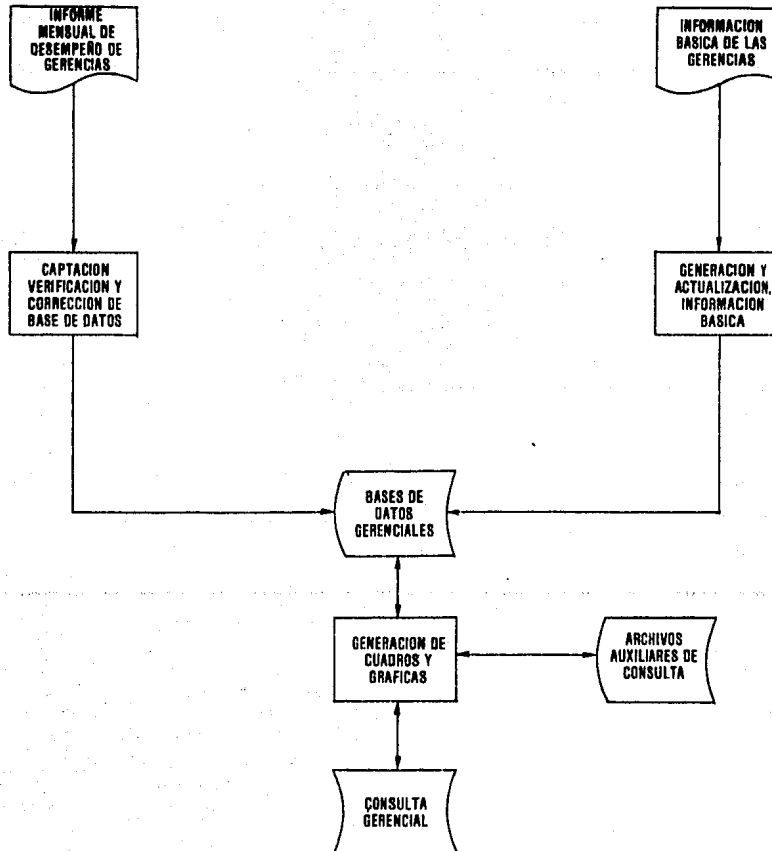 INFORME
MENSUAL DE
DESEMPEÑO DE
GERENCIAS
INFORMACION
BASICA DE LAS
GERENCIAS
CAPTACION
VERIFICACION Y
CORRECCION DE
BASE DE DATOS
GENERACION Y
ACTUALIZACION,
INFORMACION
BASICA
BASES DE
DATOS
GERENCIALES
GENERACION DE
CUADROS Y
GRAFICAS
ARCHIVOS
AUXILIARES DE
CONSULTA
CONSULTA
GERENCIAL